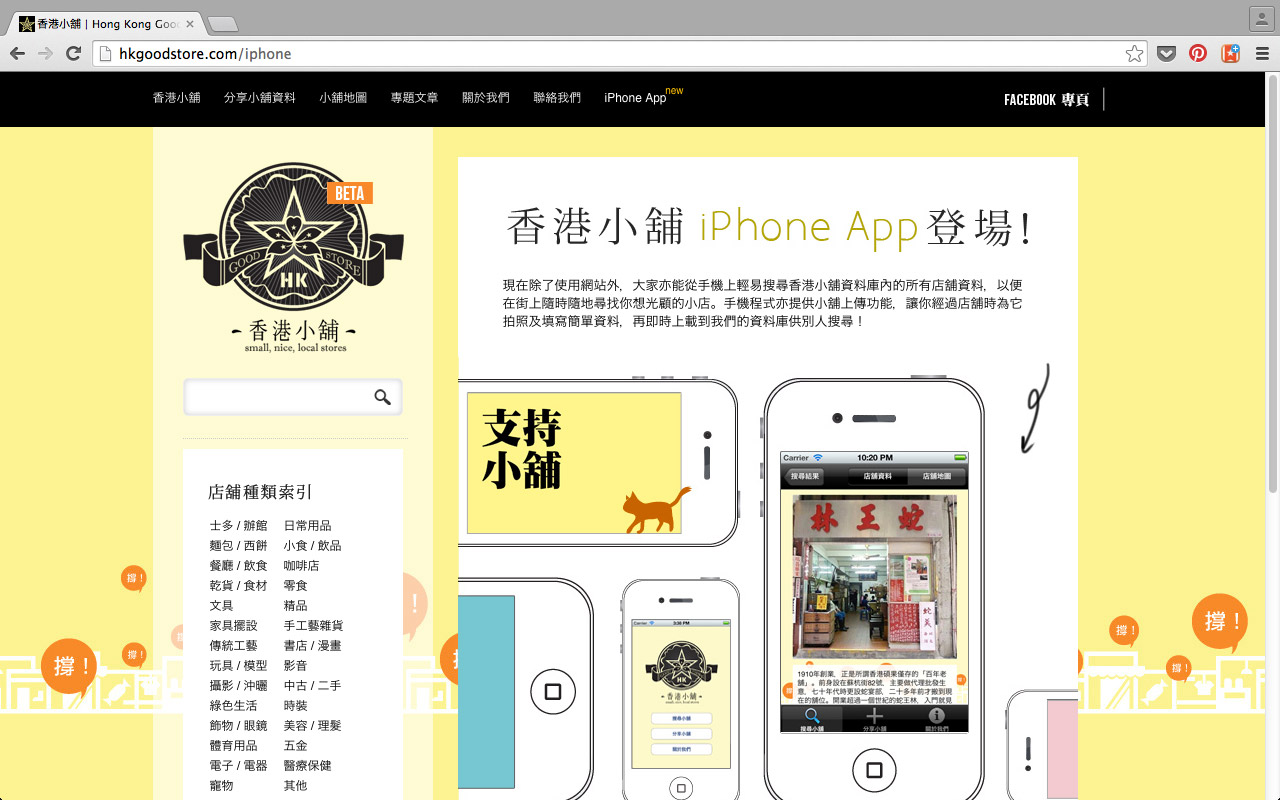 香港小舖 | Hong Kong Goo
hkgoodstore.com/iphone
香港小舖 分享小舖資料 小舖地圖 專題文章 關於我們 聯絡我們 iPhone App new
FACEBOOK 專頁
BETA
GOOD STORE
HK
香港小舖
small, nice, local stores
店舖種類索引
士多 / 辦館 日常用品
麵包 / 西餅 小食 / 飲品
餐廳 / 飲食 咖啡店
乾貨 / 食材 零食
文具 精品
家具擺設 手工藝雜貨
傳統工藝 書店 / 漫畫
玩具 / 模型 影音
攝影 / 沖曬 中古 / 二手
綠色生活 時裝
飾物 / 眼鏡 美容 / 理髮
體育用品 五金
電子 / 電器 醫療保健
寵物 其他
香港小舖 iPhone App 登場!
現在除了使用網站外，大家亦能從手機上輕易搜尋香港小舖資料庫內的所有店舖資料，以便
在街上隨時隨地尋找你想光顧的小店。手機程式亦提供小舖上傳功能，讓你經過店舖時為它
拍照及填寫簡單資料，再即時上載到我們的資料庫供別人搜尋！
支持
小舖
3:36 PM
香港小舖
搜尋小舖
分享小舖
關於我們
Carrier 10:20 PM
搜尋結果 店舖資料 店舖地圖
林王蛇
1910年創業，正是所謂香港碩果僅存的「百年老
舖」。前身設在蘇杭街82號，主要做代理批發生
意，七十年代時更設蛇宴部，二十多年前才搬到現
在的舖位。開業超過一個世紀的蛇王林，入門就見
搜尋小舖 分享小舖 關於我們
撐！
撐！
撐！
撐！
撐！
撐！